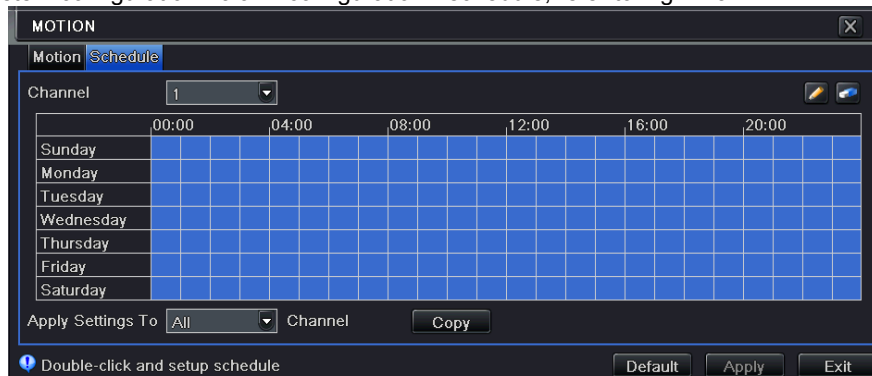 MOTION
Motion Schedule
Channel 1
00:00 04:00 08:00 12:00 16:00 20:00
Sunday
Monday
Tuesday
Wednesday
Thursday
Friday
Saturday
Apply Settings To All Channel Copy
Double-click and setup schedule Default Apply Exit